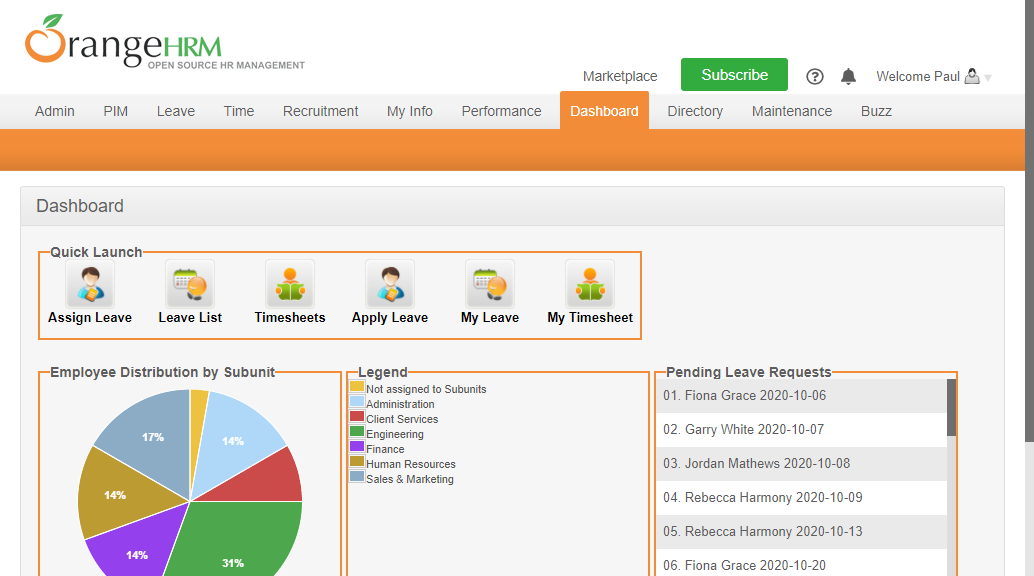 OrangeHRM
OPEN SOURCE HR MANAGEMENT
Marketplace Subscribe Welcome Paul
Admin PIM Leave Time Recruitment My Info Performance Dashboard Directory Maintenance Buzz
Dashboard
Quick Launch
Assign Leave Leave List Timesheets Apply Leave My Leave My Timesheet
Employee Distribution by Subunit
17%
14%
14%
14%
31%
Legend
Not assigned to Subunits
Administration
Client Services
Engineering
Finance
Human Resources
Sales & Marketing
Pending Leave Requests
01. Fiona Grace 2020-10-06
02. Garry White 2020-10-07
03. Jordan Mathews 2020-10-08
04. Rebecca Harmony 2020-10-09
05. Rebecca Harmony 2020-10-13
06. Fiona Grace 2020-10-20